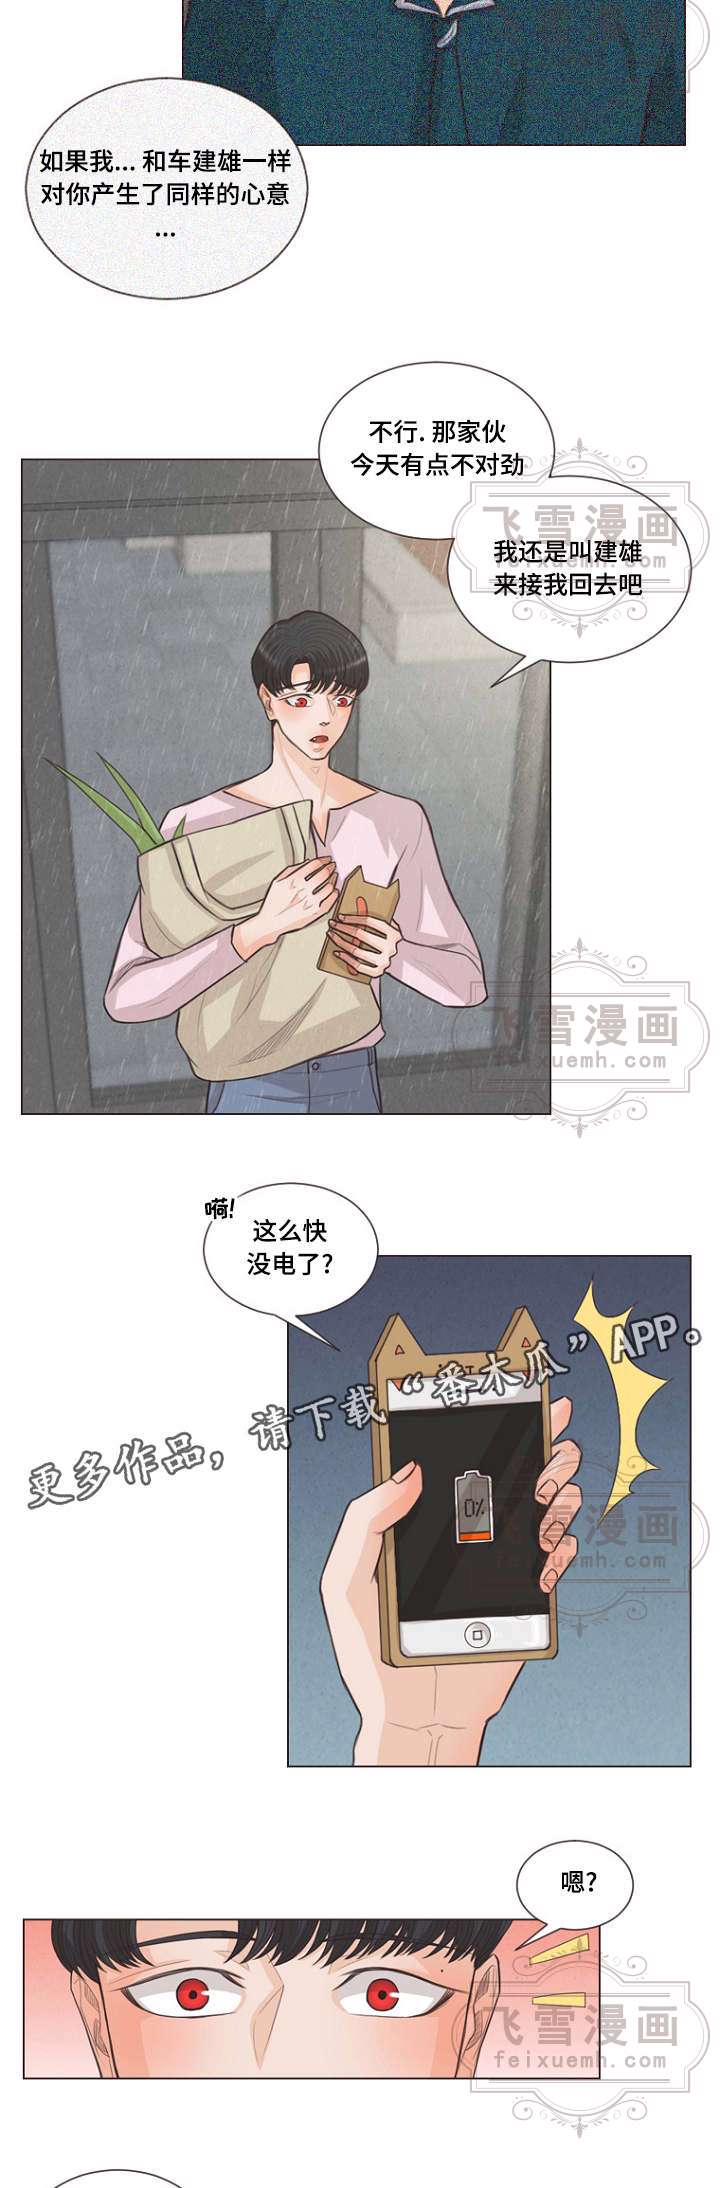 如果我... 和车建雄一样
对你产生了同样的心意
...
不行. 那家伙
今天有点不对劲
飞雪漫画
feixuemh.com
我还是叫建雄
来接我回去吧
飞雪漫画
feixuemh.com
嗬!
这么快
没电了?
更多作品，请下载“番木瓜”APP。
0%
飞雪漫画
feixuemh.com
嗯?
飞雪漫画
feixuemh.com